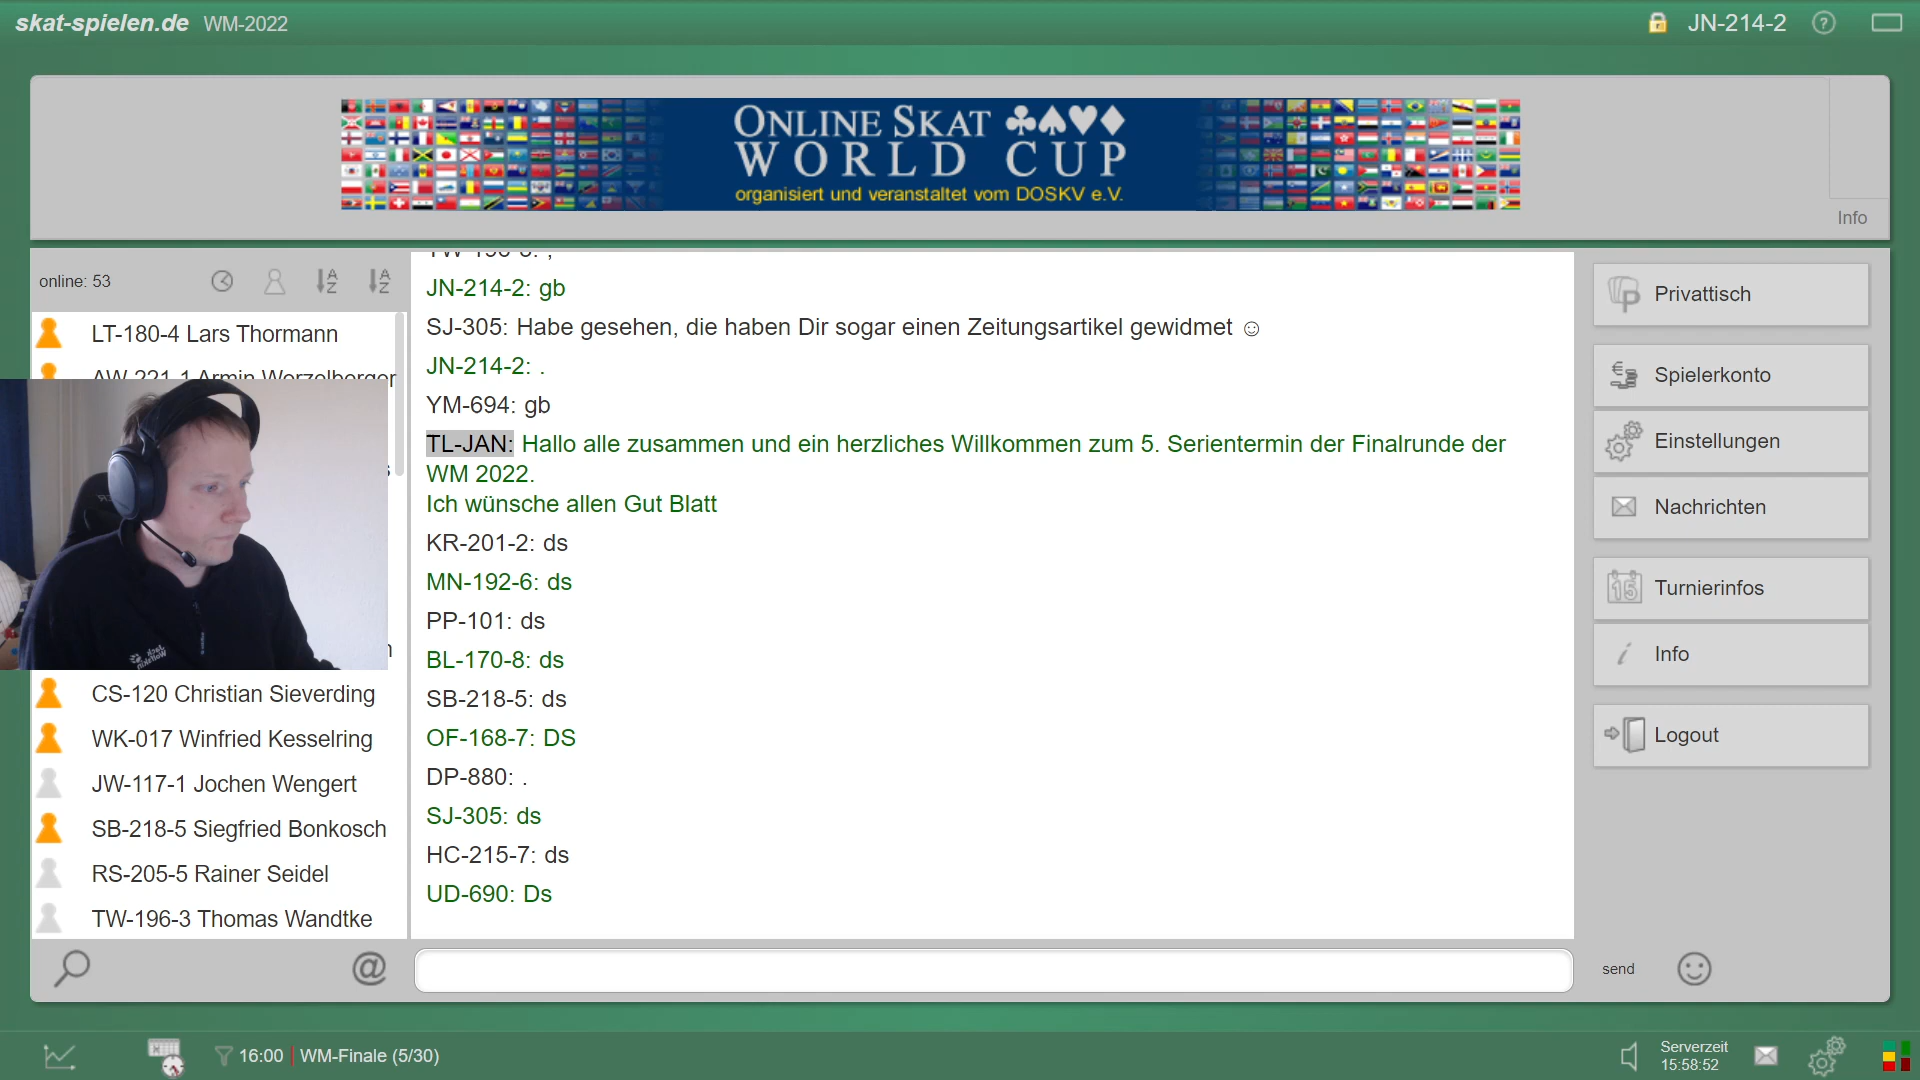 skat-spielen.de WM-2022
JN-214-2
ONLINE SKAT
WORLD CUP
organisiert und veranstaltet vom DOSKV e.V.
Info
online: 53
LT-180-4 Lars Thormann
AW-221-1 Armin Worzelberger
CS-120 Christian Sieverding
WK-017 Winfried Kesselring
JW-117-1 Jochen Wengert
SB-218-5 Siegfried Bonkosch
RS-205-5 Rainer Seidel
TW-196-3 Thomas Wandtke
JN-214-2: gb
SJ-305: Habe gesehen, die haben Dir sogar einen Zeitungsartikel gewidmet ☺
JN-214-2: .
YM-694: gb
TL-JAN: Hallo alle zusammen und ein herzliches Willkommen zum 5. Serientermin der Finalrunde der
WM 2022.
Ich wünsche allen Gut Blatt
KR-201-2: ds
MN-192-6: ds
PP-101: ds
BL-170-8: ds
SB-218-5: ds
OF-168-7: DS
DP-880: .
SJ-305: ds
HC-215-7: ds
UD-690: Ds
@
send
Privattisch
Spielerkonto
Einstellungen
Nachrichten
15 Turnierinfos
Info
Logout
16:00 WM-Finale (5/30)
Serverzeit
15:58:52